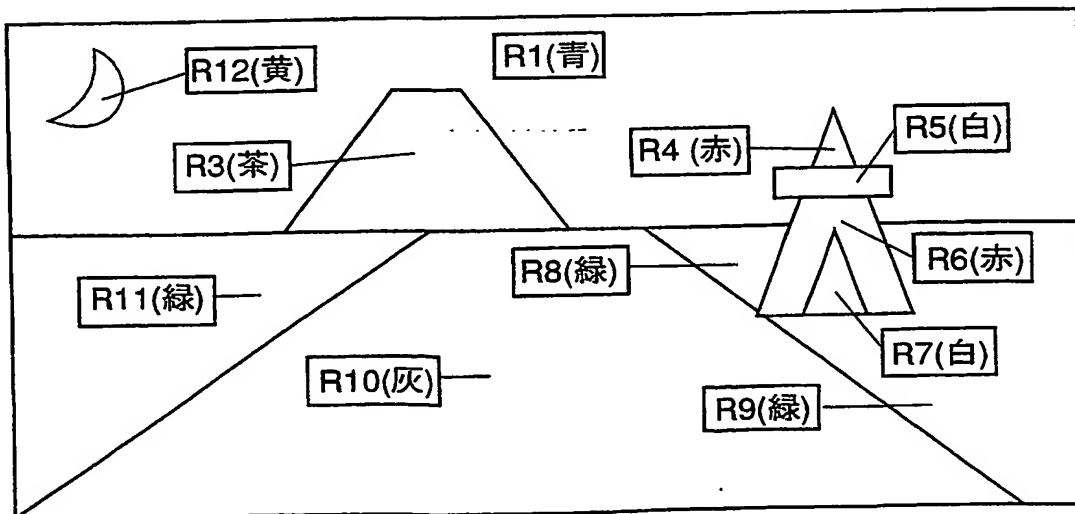 R12(黄)
R1(青)
R3(茶)
R4 (赤)
R5(白)
R11(緑)
R8(緑)
R6(赤)
R10(灰)
R7(白)
R9(緑)